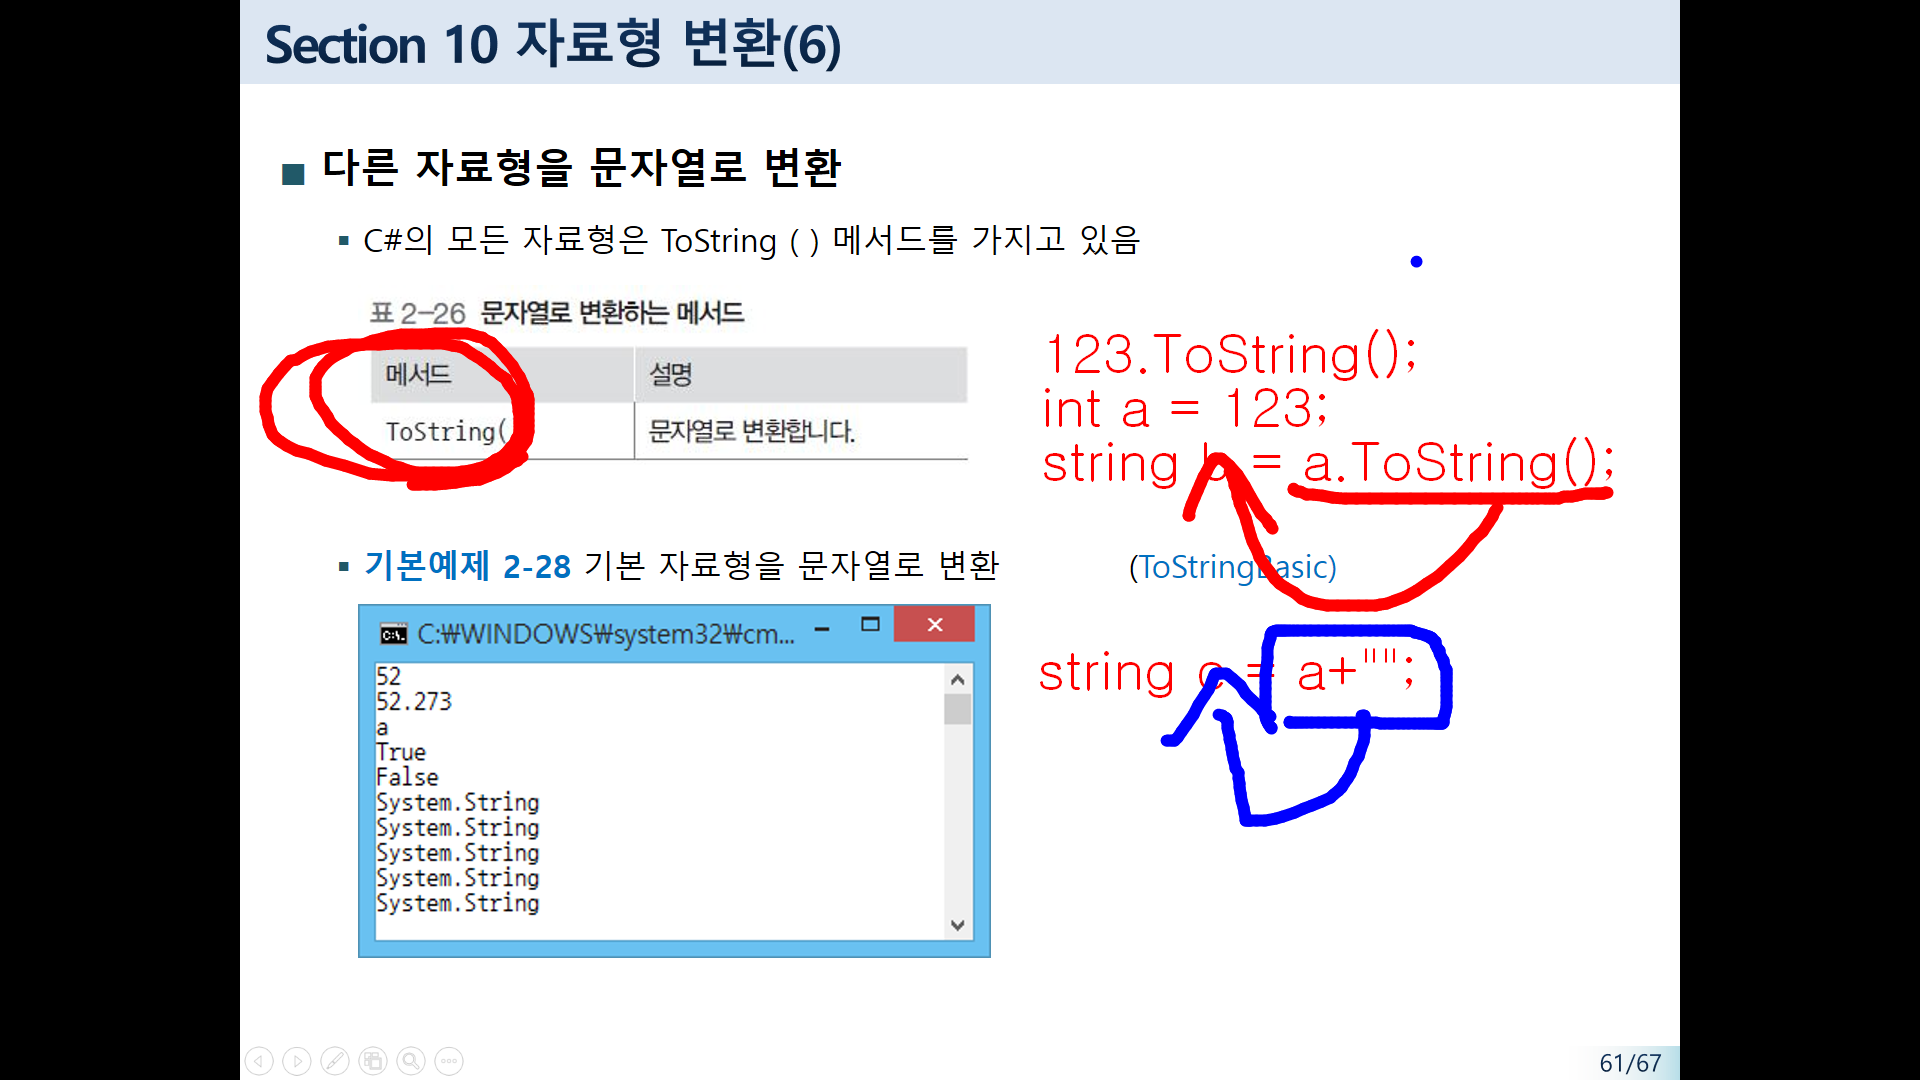 Section 10 자료형 변환(6)
다른 자료형을 문자열로 변환
C#의 모든 자료형은 ToString ( ) 메서드를 가지고 있음
표 2-26 문자열로 변환하는 메서드
메서드 설명
ToString( 문자열로 변환합니다.
123.ToString();
int a = 123;
string b = a.ToString();
기본예제 2-28 기본 자료형을 문자열로 변환 (ToStringBasic)
C:₩WINDOWS₩system32₩cm...
52
52.273
a
True
False
System.String
System.String
System.String
System.String
System.String
string c = a+"";
61/67